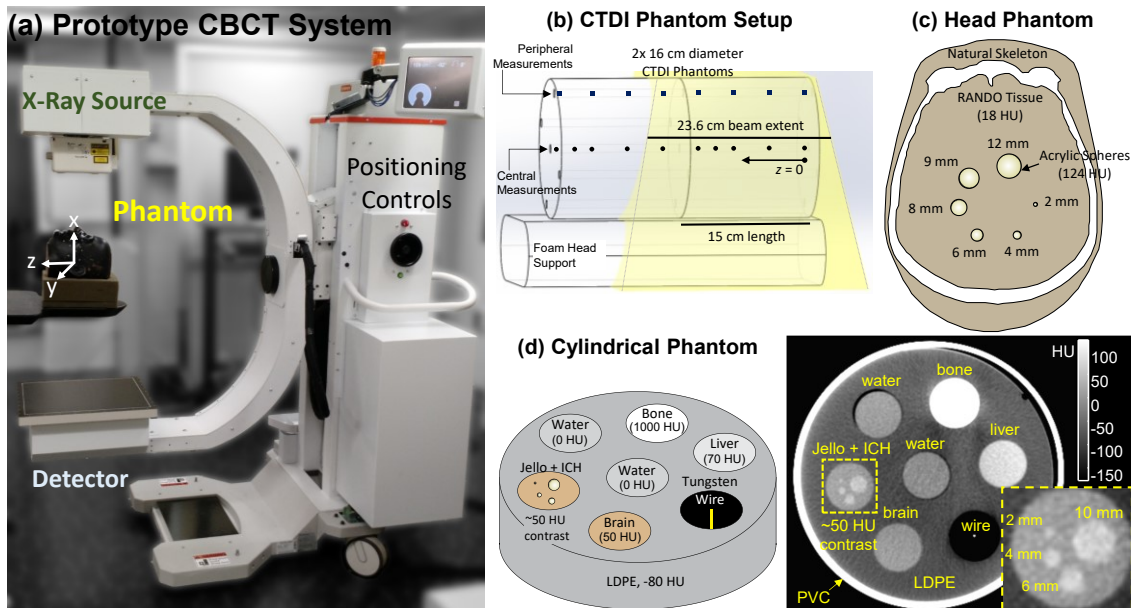 (a) Prototype CBCT System
X-Ray Source
Phantom
x
z
y
Positioning
Controls
Detector
(b) CTDI Phantom Setup
Peripheral
Measurements
2x 16 cm diameter
CTDI Phantoms
23.6 cm beam extent
z = 0
Central
Measurements
15 cm length
Foam Head
Support
(c) Head Phantom
Natural Skeleton
RANDO Tissue
(18 HU)
12 mm
9 mm
Acrylic Spheres
(124 HU)
2 mm
8 mm
6 mm
4 mm
(d) Cylindrical Phantom
Bone
(1000 HU)
Water
(0 HU)
Liver
(70 HU)
Jello + ICH
Water
(0 HU)
Tungsten
Wire
~50 HU
contrast
Brain
(50 HU)
LDPE, -80 HU
HU
100
50
0
-50
-100
-150
water
bone
Jello + ICH
water
liver
~50 HU
contrast
brain
wire
PVC
LDPE
2 mm
10 mm
4 mm
6 mm